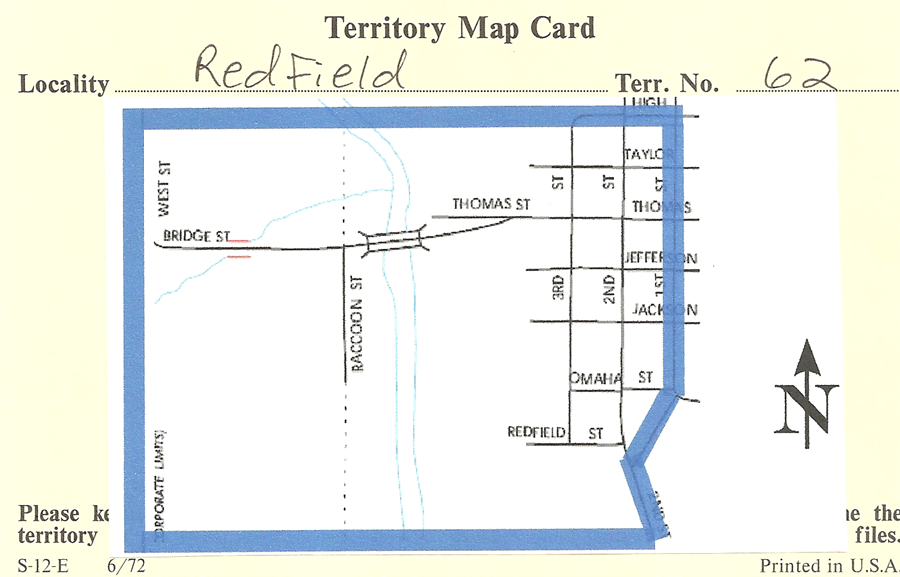 Territory Map Card
Locality RedField Terr. No. 62
HIGH
TAYLOR
WEST ST
ST
ST
ST
THOMAS ST
THOMAS
BRIDGE ST
JEFFERSON
3RD
2ND
1ST
RACCOON ST
JACKSON
OMAHA ST
N
REDFIELD ST
CORPORATE LIMITS)
Please ke
he the
territory
files.
S-12-E 6/72
Printed in U.S.A.